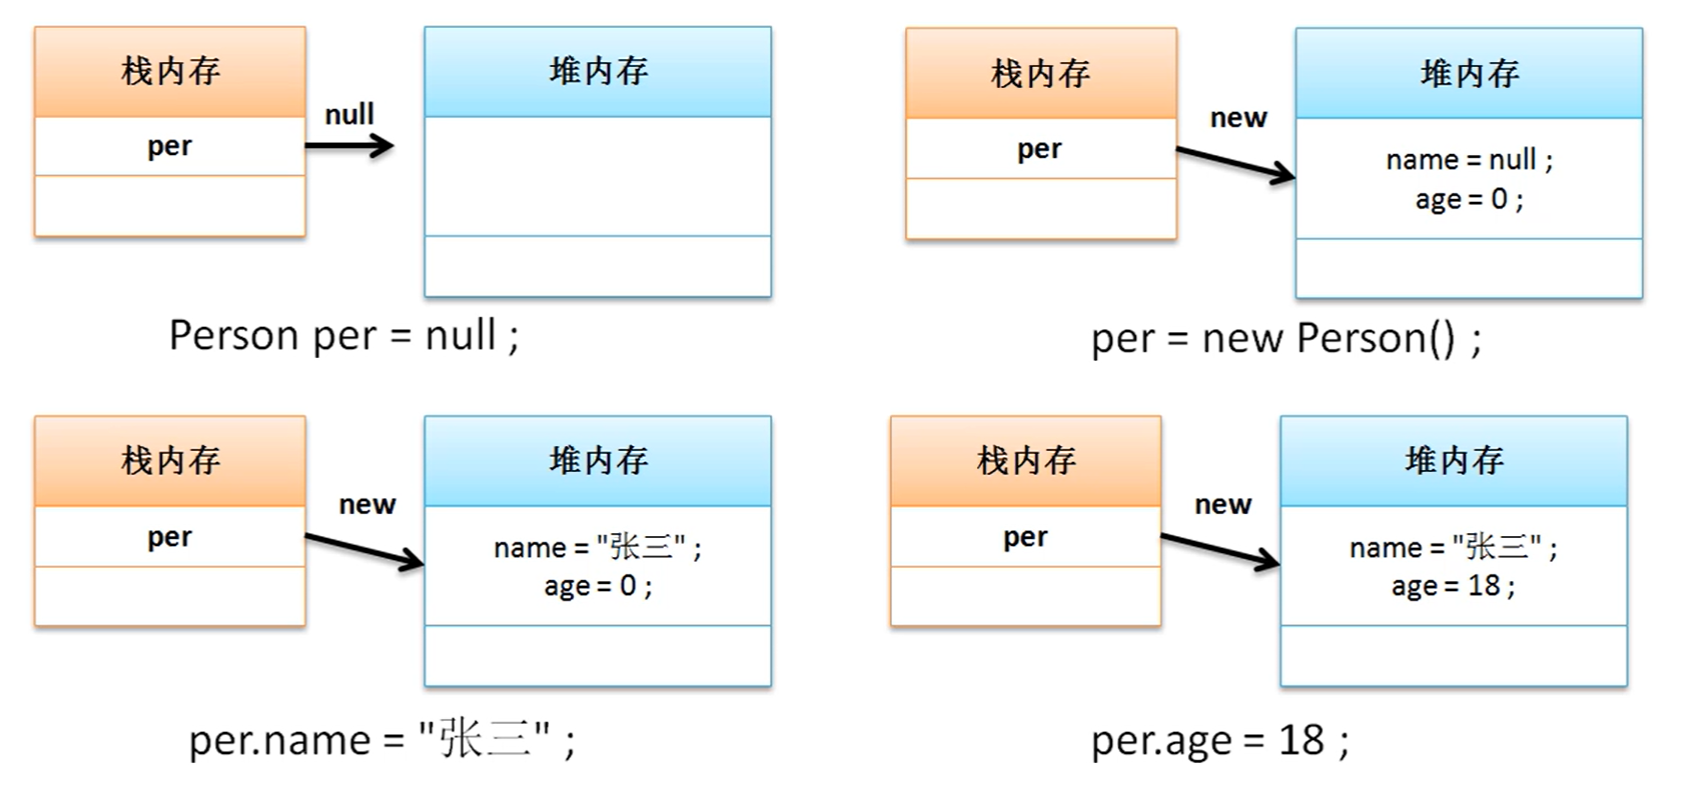 栈内存
null
per
堆内存
Person per = null ;
栈内存
new
per
堆内存
name = null ;
age = 0 ;
per = new Person() ;
栈内存
new
per
堆内存
name = "张三" ;
age = 0 ;
per.name = "张三" ;
栈内存
new
per
堆内存
name = "张三" ;
age = 18 ;
per.age = 18 ;